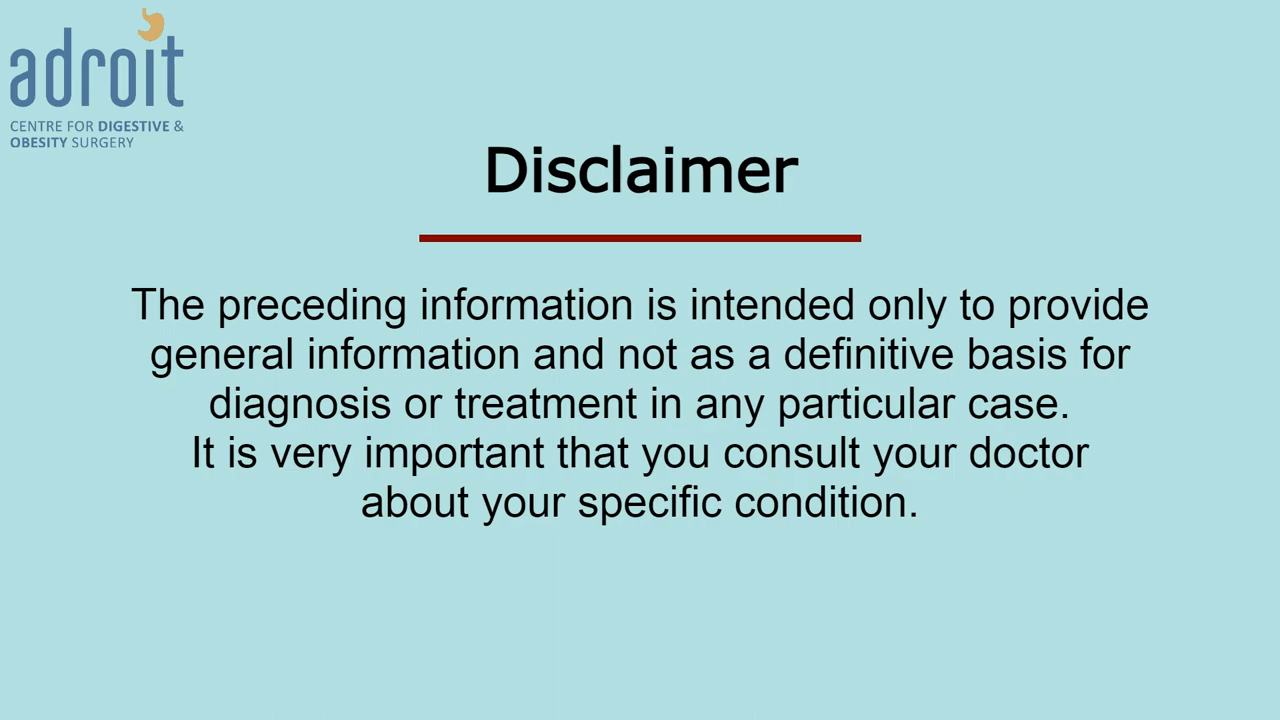 adroit
CENTRE FOR DIGESTIVE &
OBESITY SURGERY
Disclaimer
The preceding information is intended only to provide
general information and not as a definitive basis for
diagnosis or treatment in any particular case.
It is very important that you consult your doctor
about your specific condition.